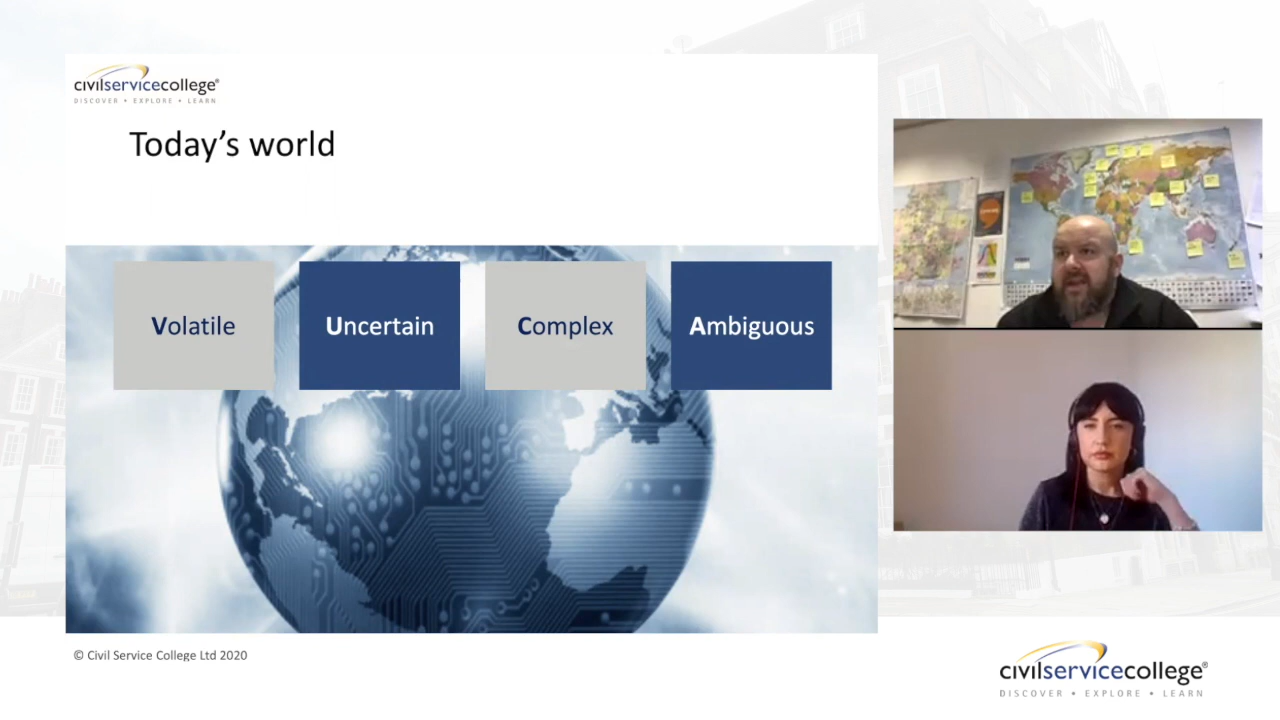 civilservicecollege®
DISCOVER • EXPLORE • LEARN
Today’s world
Volatile
Uncertain
Complex
Ambiguous
© Civil Service College Ltd 2020
civilservicecollege®
DISCOVER • EXPLORE • LEARN